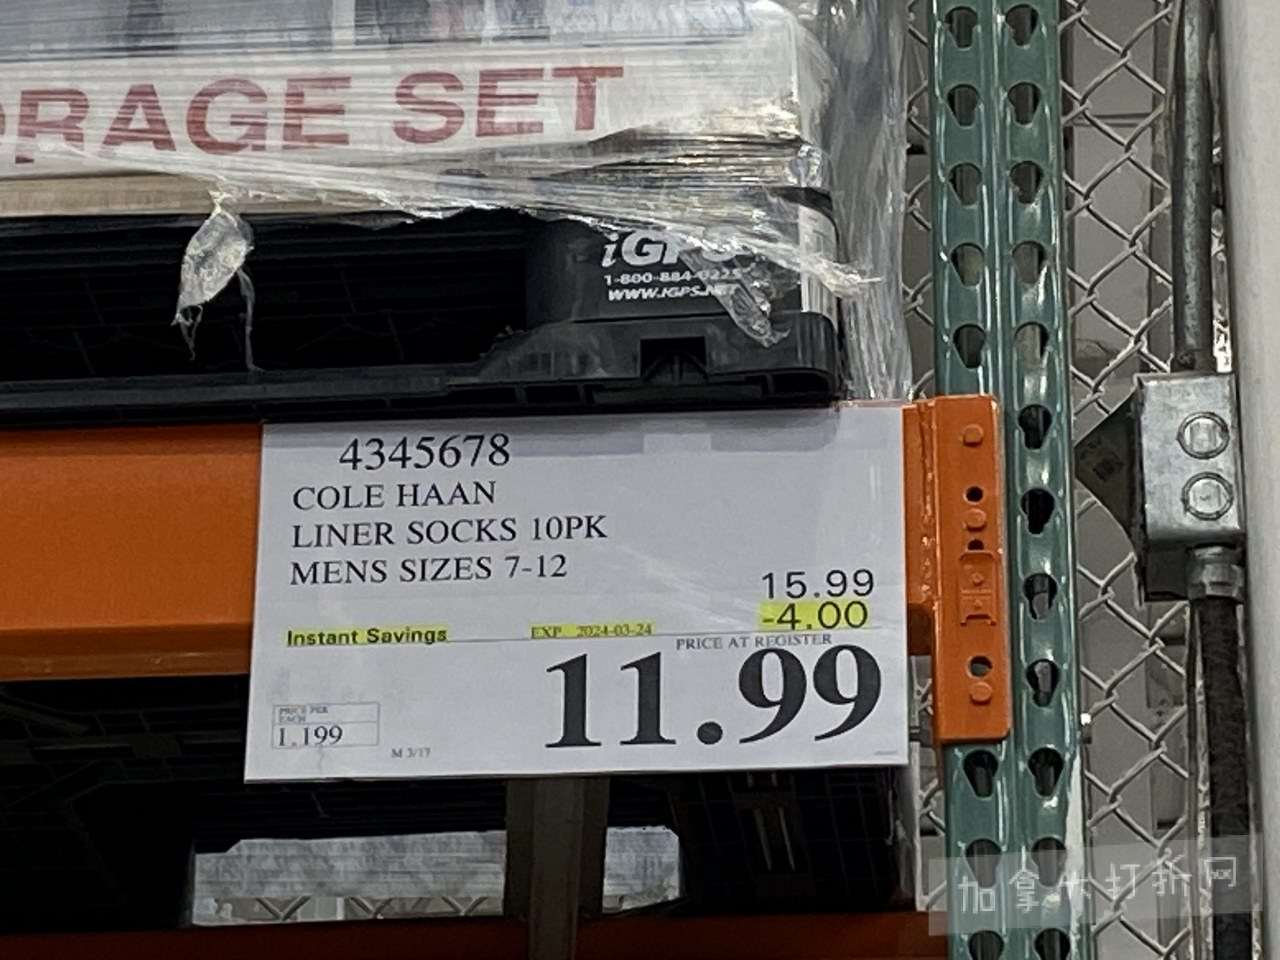 ORAGE SET
iGPS
1-800-884-0225
WWW.IGPS.NET
4345678
COLE HAAN
LINER SOCKS 10PK
MENS SIZES 7-12
15.99
Instant Savings EXP 2024-03-24 -4.00
PRICE AT REGISTER
11.99
PRICE PER
EACH
1.199
M 3/17
加拿大打折网